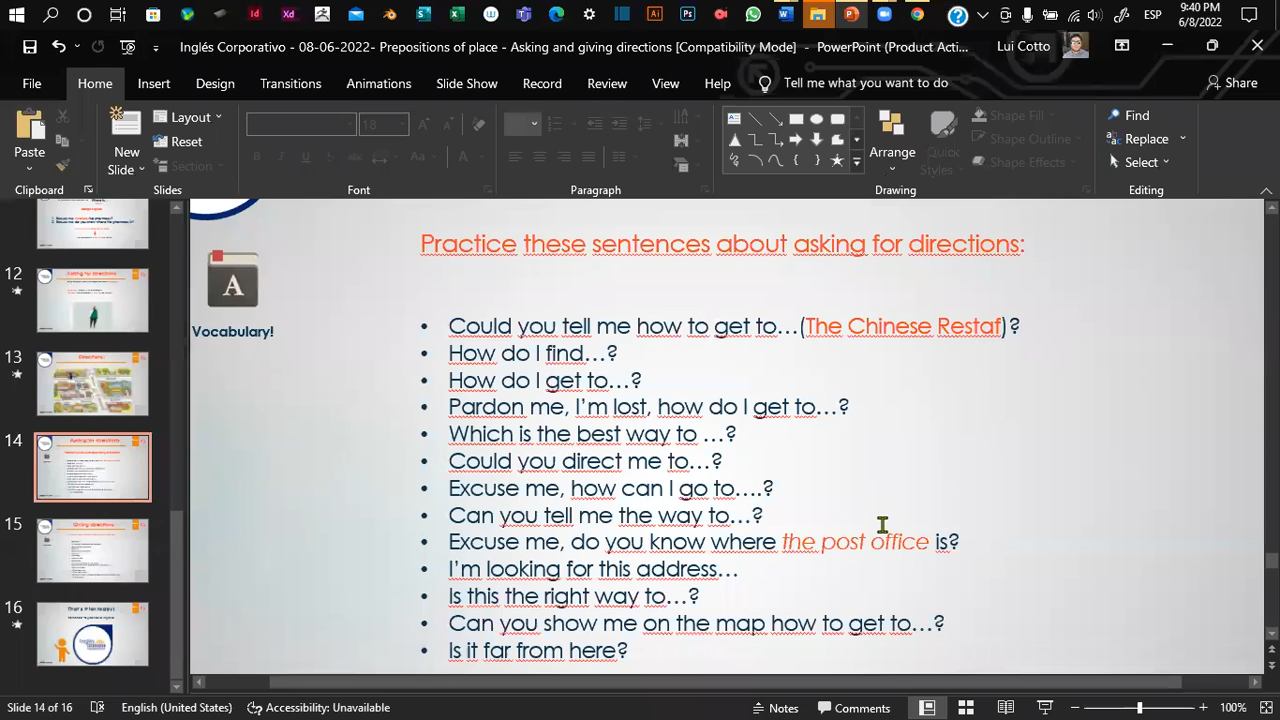 9:40 PM
ESP
6/8/2022
Inglés Corporativo - 08-06-2022- Prepositions of place - Asking and giving directions [Compatibility Mode] - PowerPoint (Product Acti...
Lui Cotto
File Home Insert Design Transitions Animations Slide Show Record Review View Help Tell me what you want to do Share
Paste
New Slide
Layout
Reset
Section
18
Arrange
Quick Styles
Shape Fill
Shape Outline
Shape Effects
Find
Replace
Select
Clipboard Slides Font Paragraph Drawing Editing
12
13
14
15
16
A
Vocabulary!
Practice these sentences about asking for directions:
• Could you tell me how to get to…(The Chinese Restaf)?
• How do I find…?
• How do I get to…?
• Pardon me, I'm lost, how do I get to…?
• Which is the best way to …?
• Could you direct me to…?
• Excuse me, how can I go to….?
• Can you tell me the way to…?
• Excuse me, do you know where the post office is?
• I'm looking for this address…
• Is this the right way to…?
• Can you show me on the map how to get to…?
• Is it far from here?
Slide 14 of 16 English (United States) Accessibility: Unavailable Notes Comments 100%